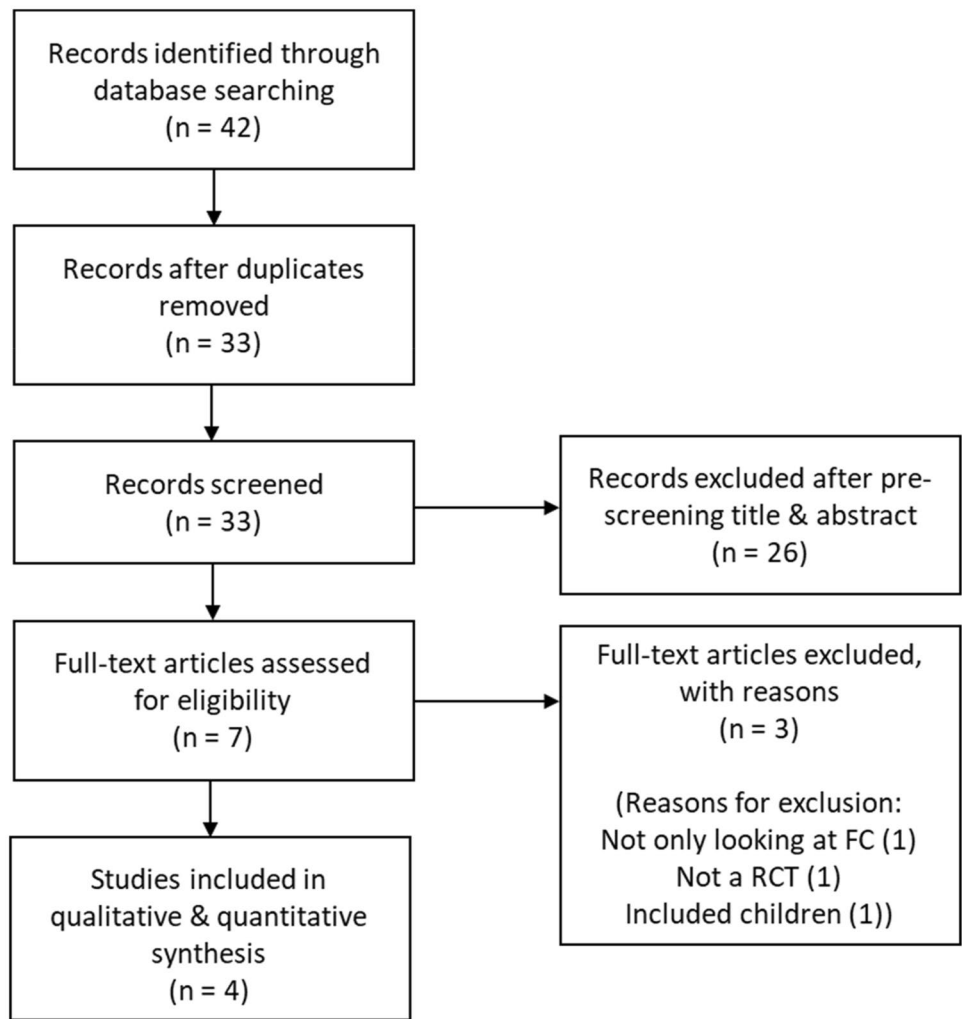 Records identified through
database searching
(n = 42)
Records after duplicates
removed
(n = 33)
Records screened
(n = 33)
Records excluded after pre-
screening title & abstract
(n = 26)
Full-text articles assessed
for eligibility
(n = 7)
Full-text articles excluded,
with reasons
(n = 3)
(Reasons for exclusion:
Not only looking at FC (1)
Not a RCT (1)
Included children (1))
Studies included in
qualitative & quantitative
synthesis
(n = 4)